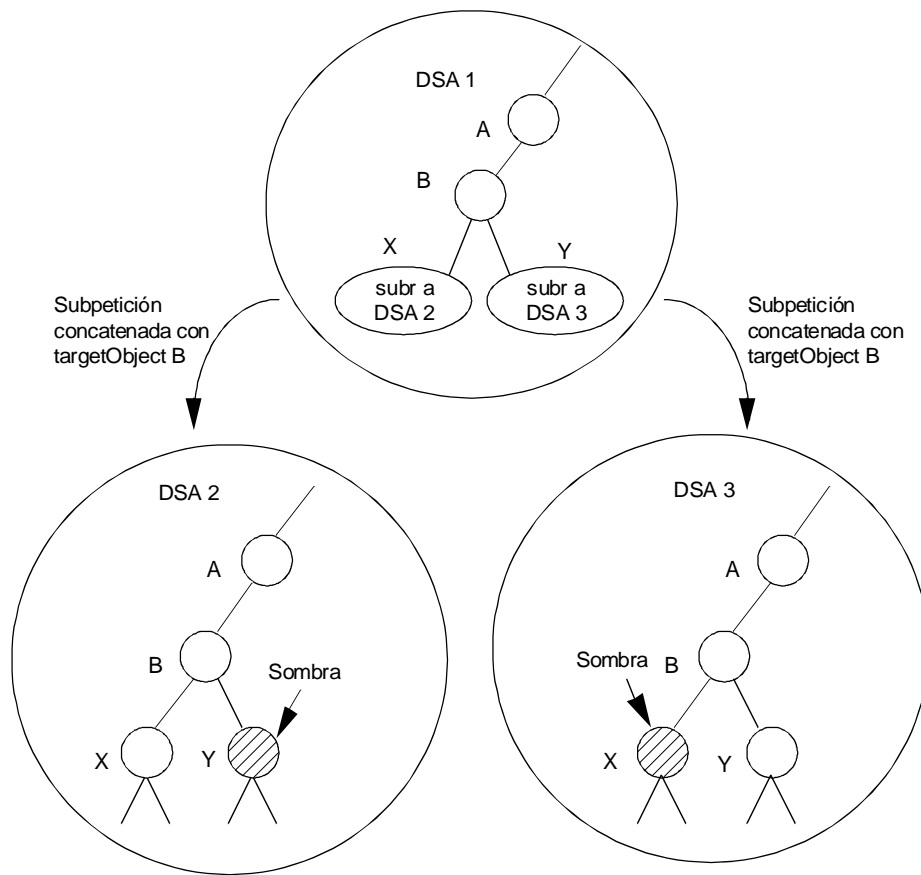 DSA 1
A
B
X
Y
subr a
DSA 2
subr a
DSA 3
Subpetición
concatenada con
targetObject B
Subpetición
concatenada con
targetObject B
DSA 2
A
B
Sombra
X
Y
DSA 3
A
B
Sombra
X
Y